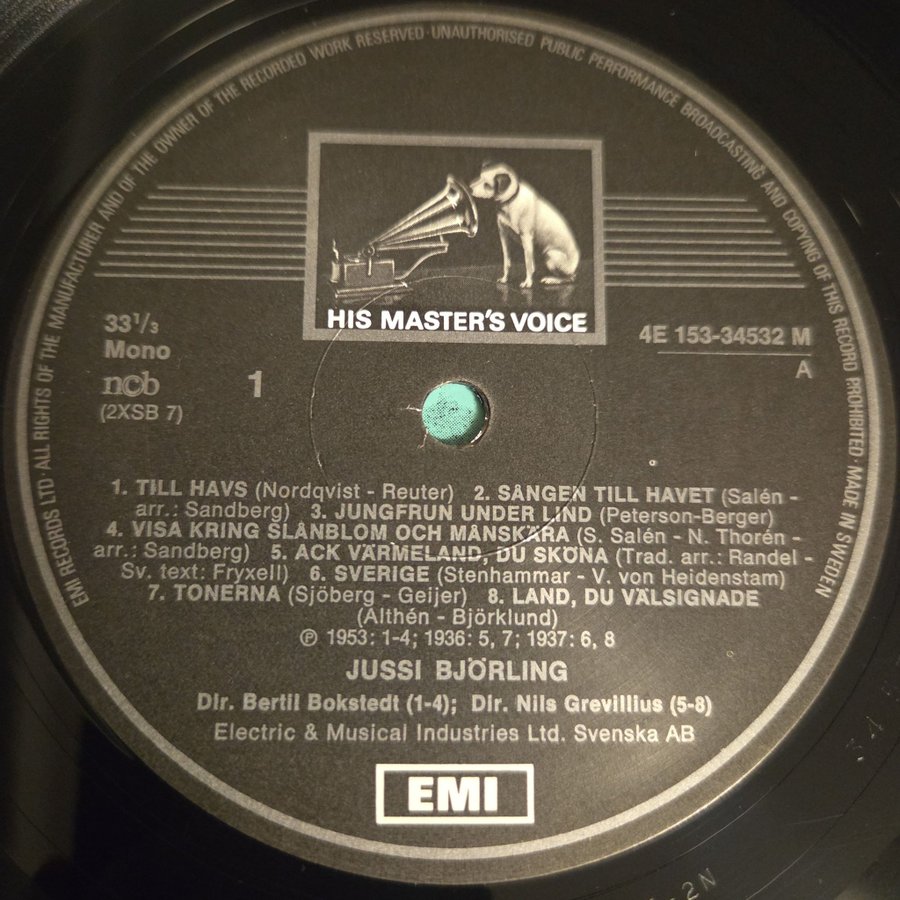 EMI RECORDS LTD · ALL RIGHTS OF THE MANUFACTURER AND OF THE OWNER OF THE RECORDED WORK RESERVED · UNAUTHORISED PUBLIC PERFORMANCE BROADCASTING AND COPYING OF THIS RECORD PROHIBITED · MADE IN SWEDEN
HIS MASTER'S VOICE
33 1/3
Mono
ncb
(2XSB 7)
1
4E 153-34532 M
A
1. TILL HAVS (Nordqvist - Reuter) 2. SÅNGEN TILL HAVET (Salén -
arr.: Sandberg) 3. JUNGFRUN UNDER LIND (Peterson-Berger)
4. VISA KRING SLÅNBLOM OCH MÅNSKÄRA (S. Salén - N. Thorén -
arr.: Sandberg) 5. ACK VÄRMELAND, DU SKÖNA (Trad. arr.: Randel -
Sv. text: Fryxell) 6. SVERIGE (Stenhammar - V. von Heidenstam)
7. TONERNA (Sjöberg - Geijer) 8. LAND, DU VÄLSIGNADE
(Althén - Björklund)
℗ 1953: 1-4; 1936: 5, 7; 1937: 6, 8
JUSSI BJÖRLING
Dir. Bertil Bokstedt (1-4); Dir. Nils Grevillius (5-8)
Electric & Musical Industries Ltd. Svenska AB
EMI